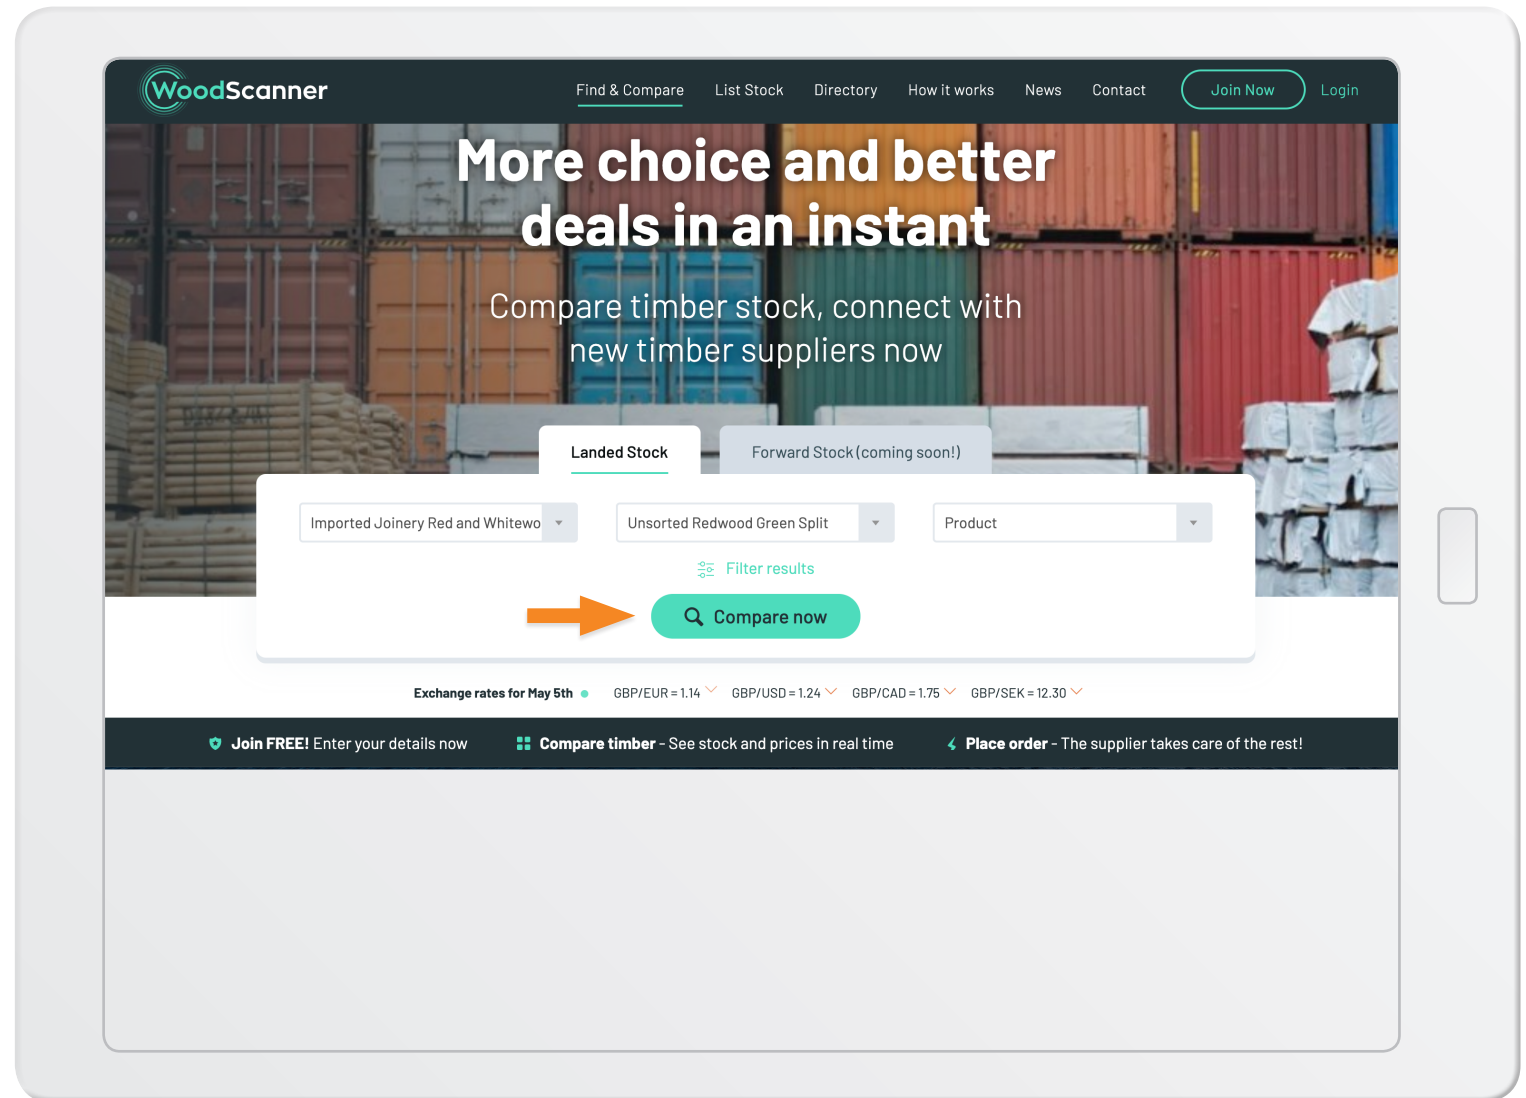 WoodScanner
Find & Compare
List Stock
Directory
How it works
News
Contact
Join Now
Login
More choice and better
deals in an instant
Compare timber stock, connect with
new timber suppliers now
Landed Stock
Forward Stock (coming soon!)
Imported Joinery Red and Whitewo
Unsorted Redwood Green Split
Product
Filter results
Compare now
Exchange rates for May 5th
GBP/EUR = 1.14
GBP/USD = 1.24
GBP/CAD = 1.75
GBP/SEK = 12.30
Join FREE! Enter your details now
Compare timber - See stock and prices in real time
Place order - The supplier takes care of the rest!